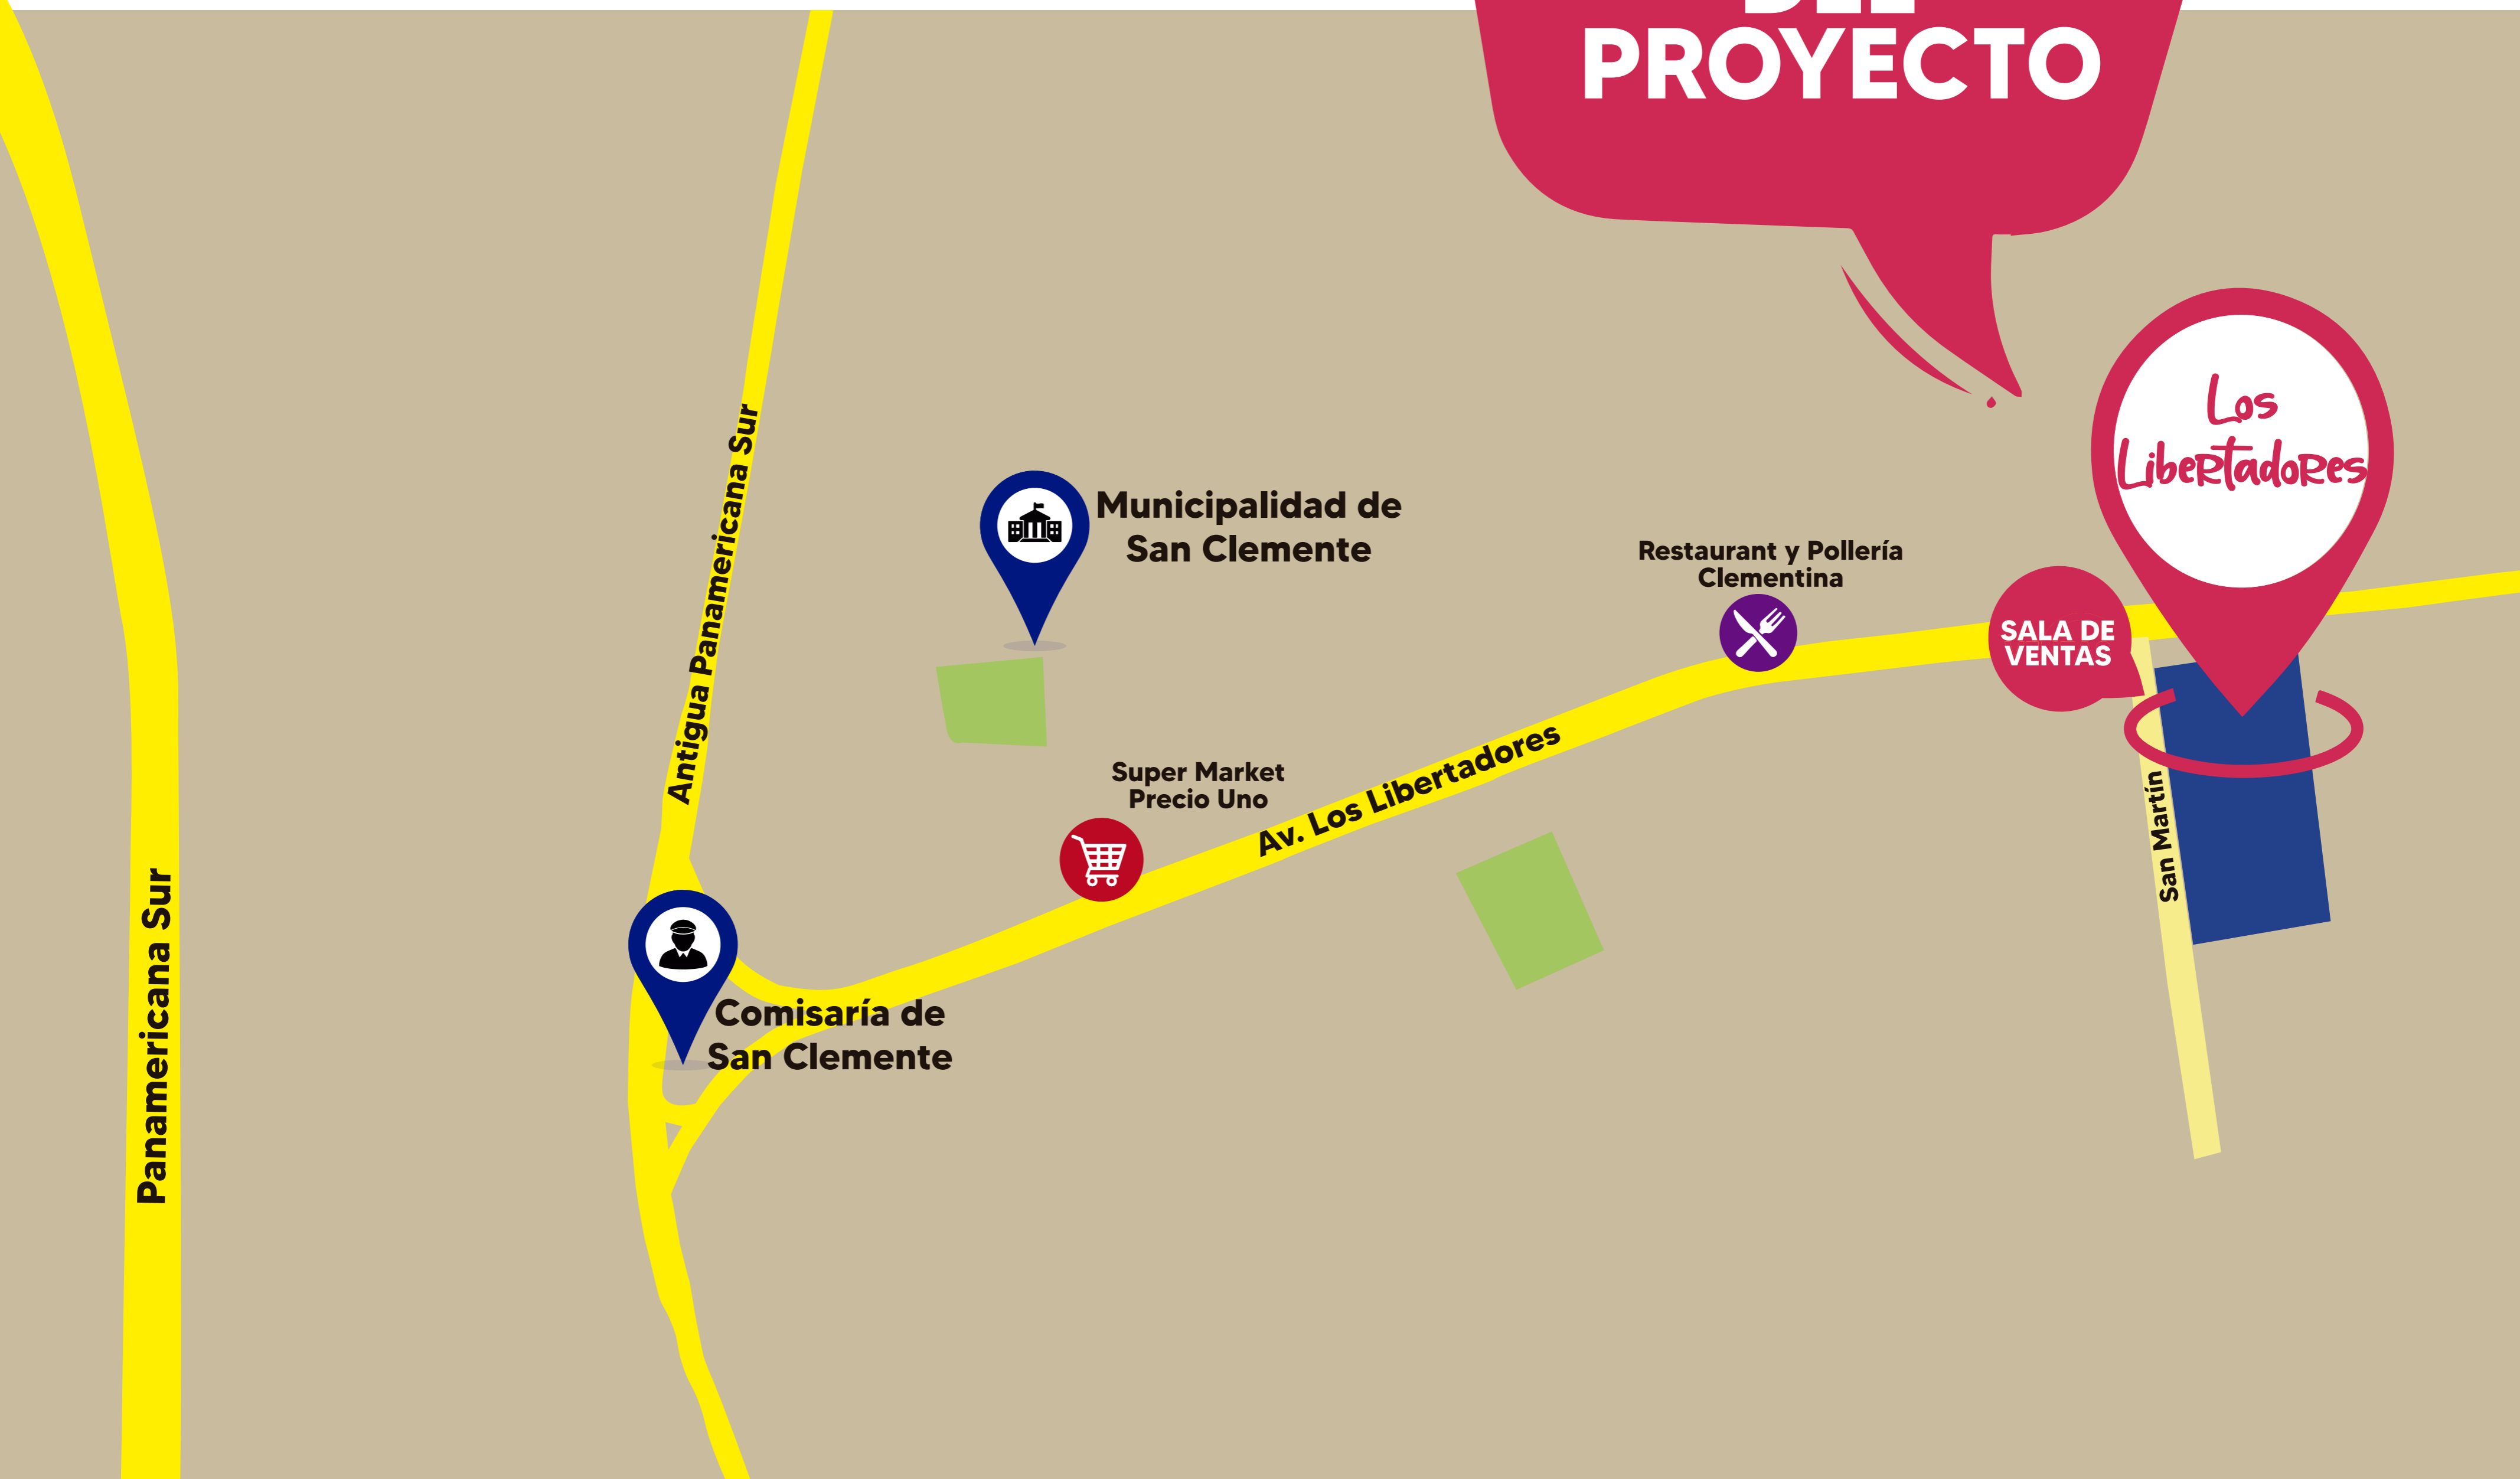 DEL
PROYECTO
Los
Libertadores
Antigua Panamericana Sur
Municipalidad de
San Clemente
Restaurant y Pollería
Clementina
SALA DE
VENTAS
Super Market
Precio Uno
Av. Los Libertadores
San Martín
Panamericana Sur
Comisaría de
San Clemente